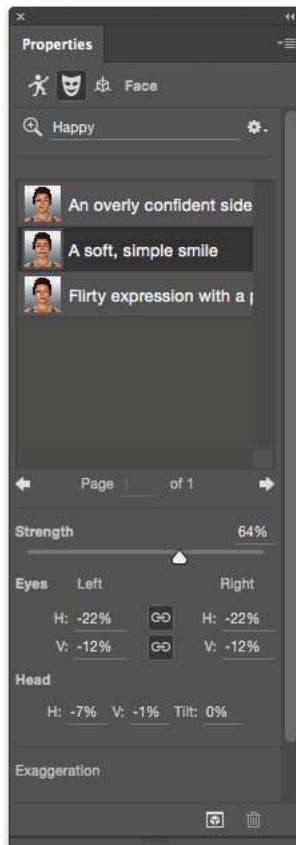 Properties
Face
Happy
An overly confident side
A soft, simple smile
Flirty expression with a
Page 1 of 1
Strength 64%
Eyes Left Right
H: -22% H: -22%
V: -12% V: -12%
Head
H: -7% V: -1% Tilt: 0%
Exaggeration